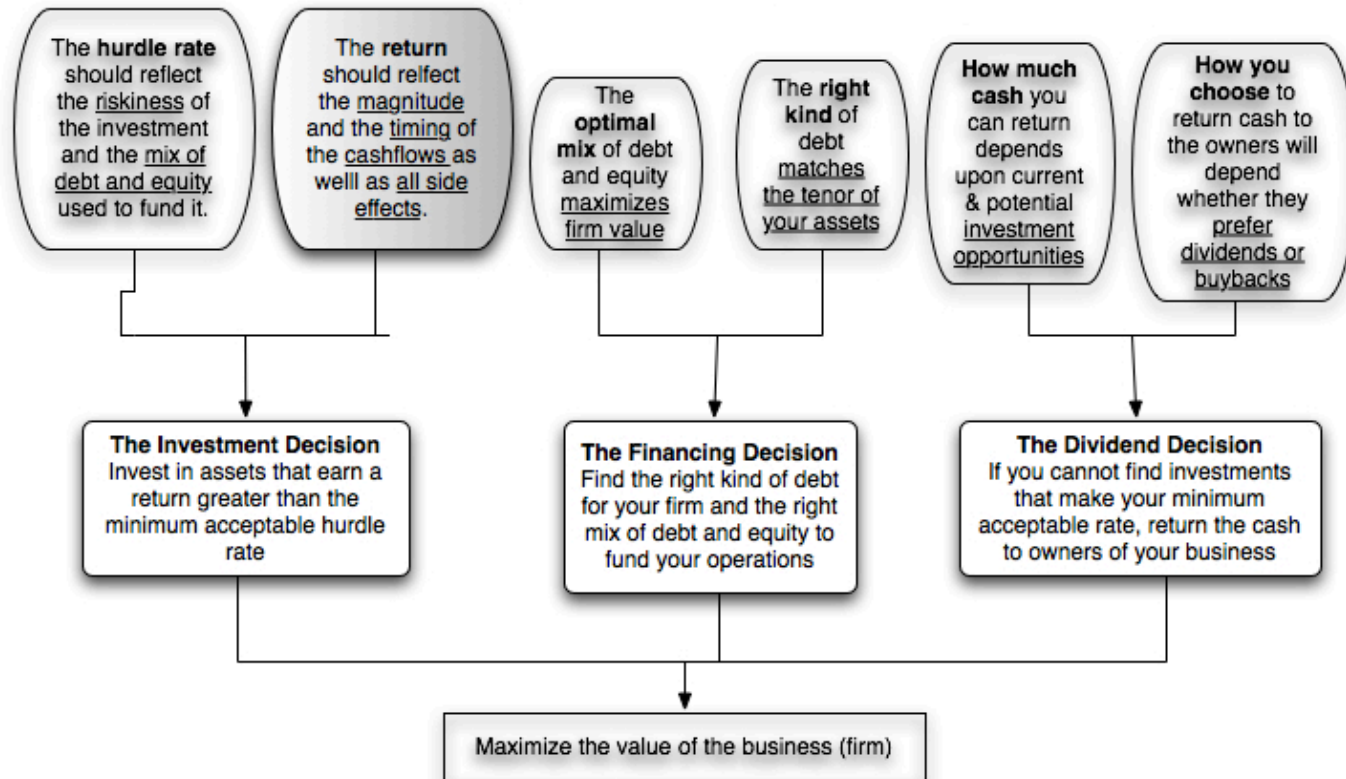 The hurdle rate
should reflect
the riskiness of
the investment
and the mix of
debt and equity
used to fund it.
The return
should relfect
the magnitude
and the timing of
the cashflows as
welll as all side
effects.
The
optimal
mix of debt
and equity
maximizes
firm value
The right
kind of
debt
matches
the tenor of
your assets
How much
cash you
can return
depends
upon current
& potential
investment
opportunities
How you
choose to
return cash to
the owners will
depend
whether they
prefer
dividends or
buybacks
The Investment Decision
Invest in assets that earn a
return greater than the
minimum acceptable hurdle
rate
The Financing Decision
Find the right kind of debt
for your firm and the right
mix of debt and equity to
fund your operations
The Dividend Decision
If you cannot find investments
that make your minimum
acceptable rate, return the cash
to owners of your business
Maximize the value of the business (firm)